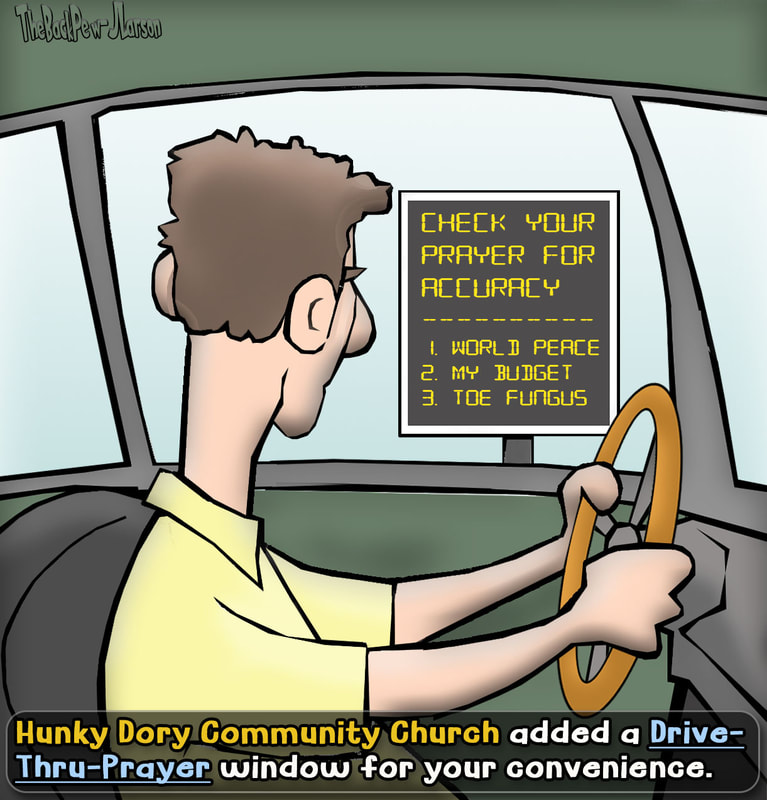 TheBackPew-JLarson
CHECK YOUR
PRAYER FOR
ACCURACY
----------
1. WORLD PEACE
2. MY BUDGET
3. TOE FUNGUS
Hunky Dory Community Church added a Drive-
Thru-Prayer window for your convenience.